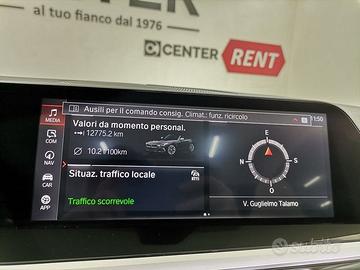 al tuo fianco dal 1976
CENTER RENT
Ausili per il comando consig. Climat.: funz. ricircolo
11:50
MEDIA
COM
NAV
CAR
APP
Valori da momento personal.
12775.2 km
10.2 l/100km
Situaz. traffico locale
RTTI
Traffico scorrevole
E
N
S
O
V. Guglielmo Talamo
subito.it